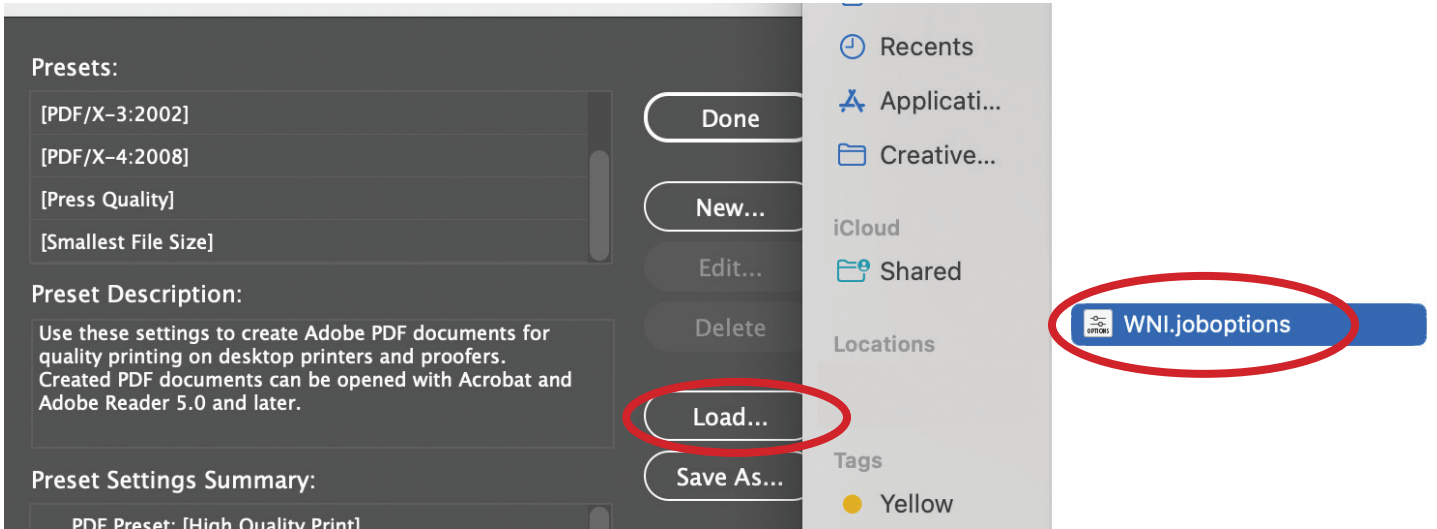 Presets:
[PDF/X-3:2002]
[PDF/X-4:2008]
[Press Quality]
[Smallest File Size]
Preset Description:
Use these settings to create Adobe PDF documents for
quality printing on desktop printers and proofers.
Created PDF documents can be opened with Acrobat and
Adobe Reader 5.0 and later.
Preset Settings Summary:
PDF Preset: [High Quality Print]
Done
New...
Edit...
Delete
Load...
Save As...
Recents
Applicati...
Creative...
iCloud
Shared
Locations
Tags
Yellow
OPTIONS
WNI.joboptions